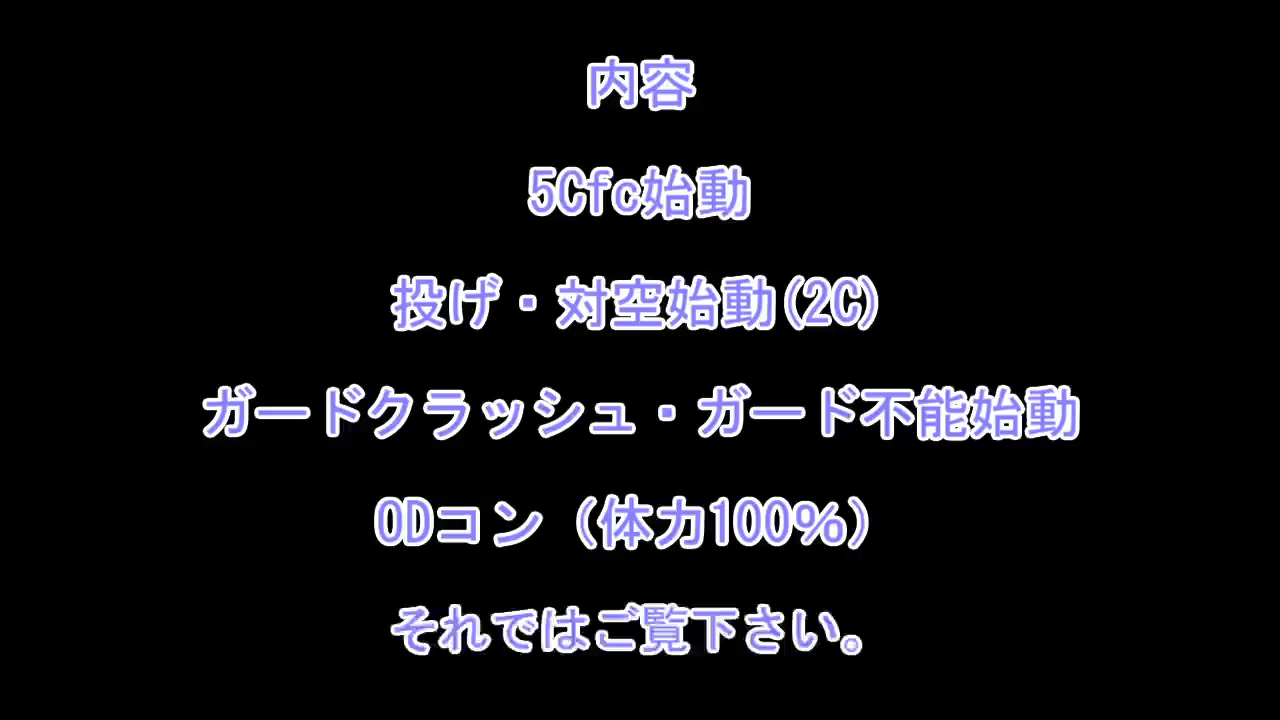 内容
5Cfc始動
投げ・対空始動(2C)
ガードクラッシュ・ガード不能始動
ODコン（体力100％）
それではご覧下さい。